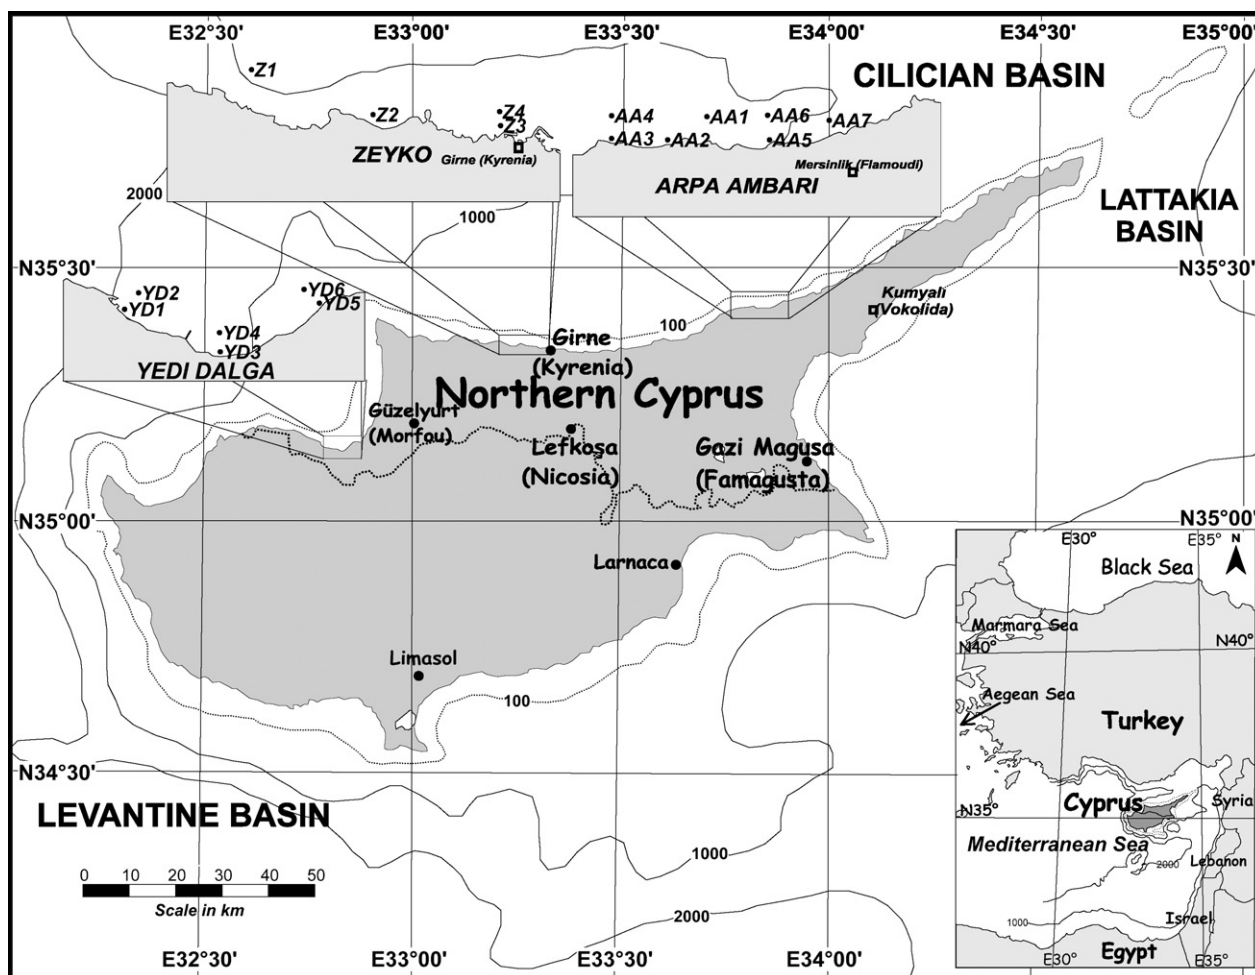 E32°30' E33°00' E33°30' E34°00' E34°30' E35°00'
CILICIAN BASIN
Z1
Z2
Z4
Z3
ZEYKO
Girne (Kyrenia)
AA4
AA1
AA6
AA7
AA3
AA2
AA5
Mersinlik (Flamoudi)
ARPA AMBARI
2000
1000
LATTAKIA
BASIN
N35°30'
N35°30'
YD2
YD1
YD6
YD5
YD4
YD3
YEDI DALGA
100
Kumyalı
(Vokolida)
Girne
(Kyrenia)
Northern Cyprus
Güzelyurt
(Morfou)
Lefkoşa
(Nicosia)
Gazi Magusa
(Famagusta)
N35°00'
N35°00'
Larnaca
Limasol
100
N34°30'
LEVANTINE BASIN
0 10 20 30 40 50
Scale in km
1000
2000
E32°30' E33°00' E33°30' E34°00'
E30° E35° N
Black Sea
Marmara Sea
N40° N40°
Aegean Sea
Turkey
Cyprus
Syria
N35° N35°
Mediterranean Sea
2000
Lebanon
1000
Israel
E30° E35°
Egypt